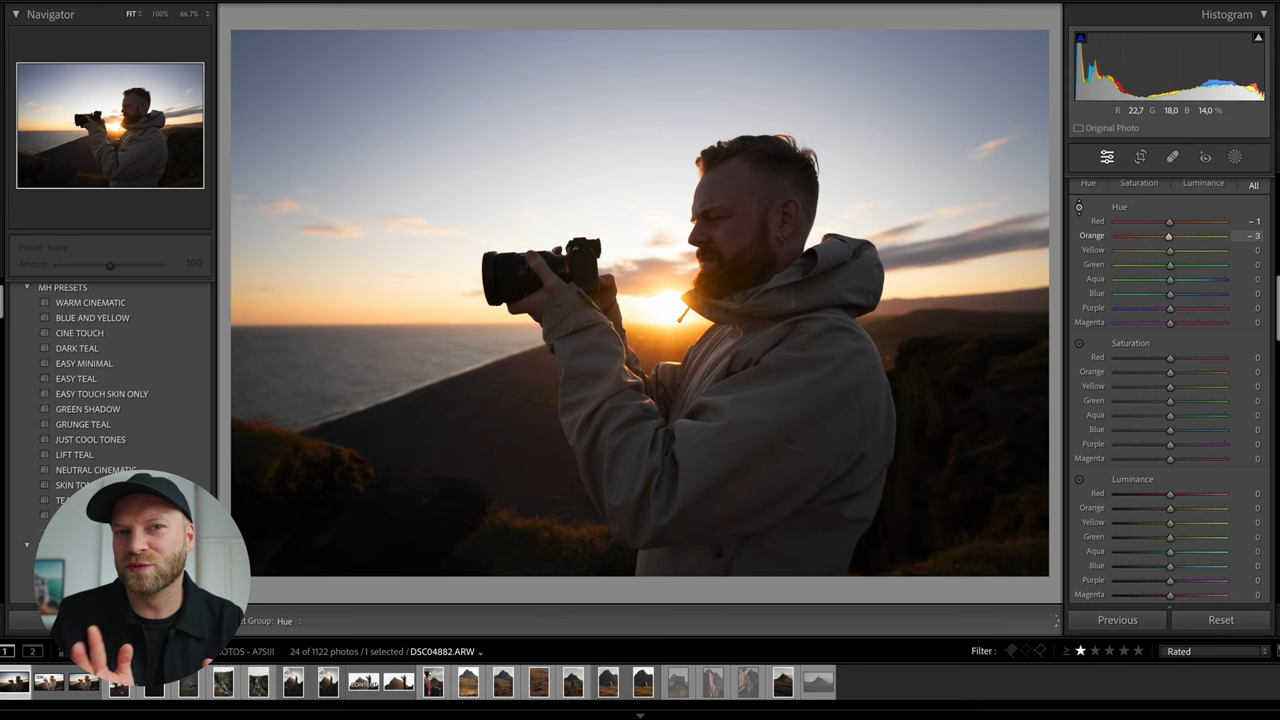 Navigator FIT 100% 66.7%
Preset: None
Amount 100
MH PRESETS
WARM CINEMATIC
BLUE AND YELLOW
CINE TOUCH
DARK TEAL
EASY MINIMAL
EASY TEAL
EASY TOUCH SKIN ONLY
GREEN SHADOW
GRUNGE TEAL
JUST COOL TONES
LIFT TEAL
NEUTRAL CINEMATIC
Histogram
R 22,7 G 18,0 B 14,0 %
Original Photo
Hue Saturation Luminance All
Hue
Red – 1
Orange – 3
Yellow 0
Green 0
Aqua 0
Blue 0
Purple 0
Magenta 0
Saturation
Red 0
Orange 0
Yellow 0
Green 0
Aqua 0
Blue 0
Purple 0
Magenta 0
Luminance
Red 0
Orange 0
Yellow 0
Green 0
Aqua 0
Blue 0
Purple 0
Magenta 0
Previous Reset
Group: Hue
1 2 A7SIII 24 of 1122 photos /1 selected / DSC04882.ARW Filter : ≥ ★ Rated